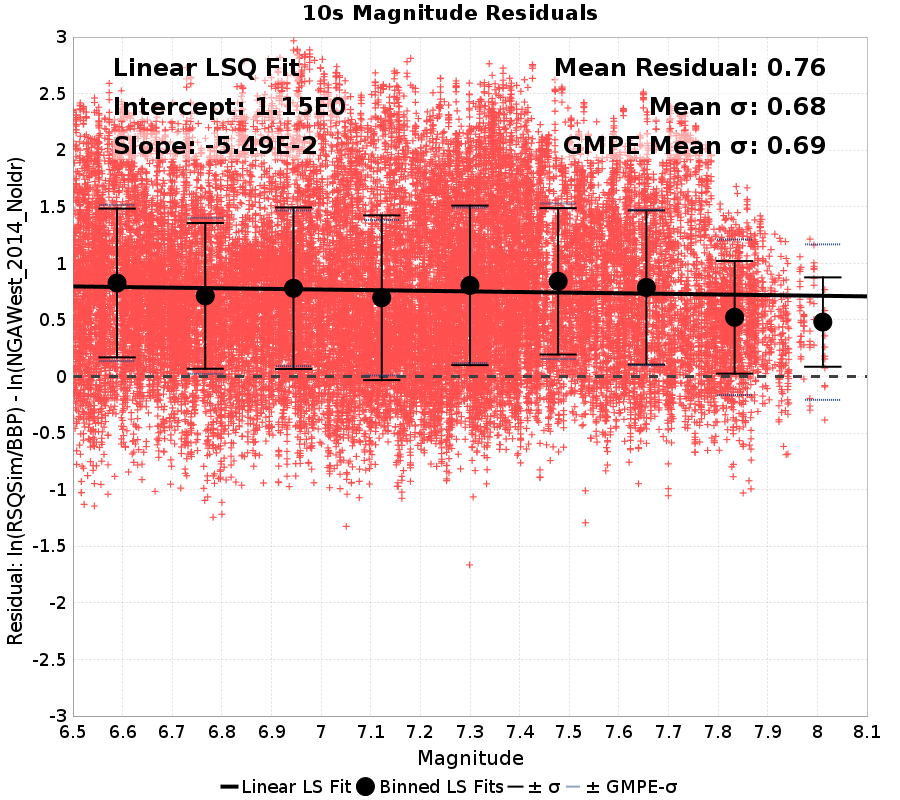 10s Magnitude Residuals
Linear LSQ Fit
Intercept: 1.15E0
Slope: -5.49E-2
Mean Residual: 0.76
Mean σ: 0.68
GMPE Mean σ: 0.69
Residual: ln(RSQSim/BBP) - ln(NGAWest_2014_NoIdr)
3
2.5
2
1.5
1
0.5
0
-0.5
-1
-1.5
-2
-2.5
-3
6.5 6.6 6.7 6.8 6.9 7 7.1 7.2 7.3 7.4 7.5 7.6 7.7 7.8 7.9 8 8.1
Magnitude
Linear LS Fit Binned LS Fits ± σ ± GMPE-σ